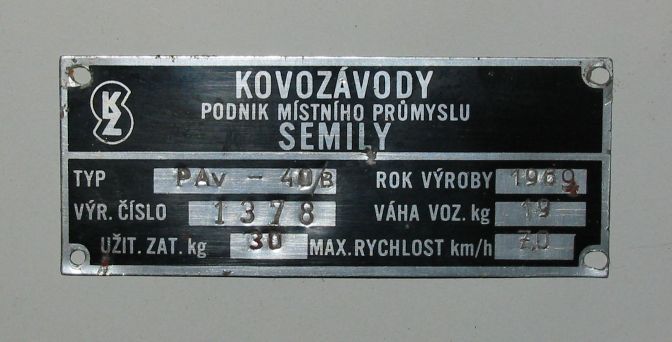 KZ
KOVOZÁVODY
PODNIK MÍSTNÍHO PRŮMYSLU
SEMILY
TYP PAv - 40B ROK VÝROBY 1969
VÝR. ČÍSLO 1378 VÁHA VOZ. kg 19
UŽIT. ZAT. kg 30 MAX. RYCHLOST km/h 70